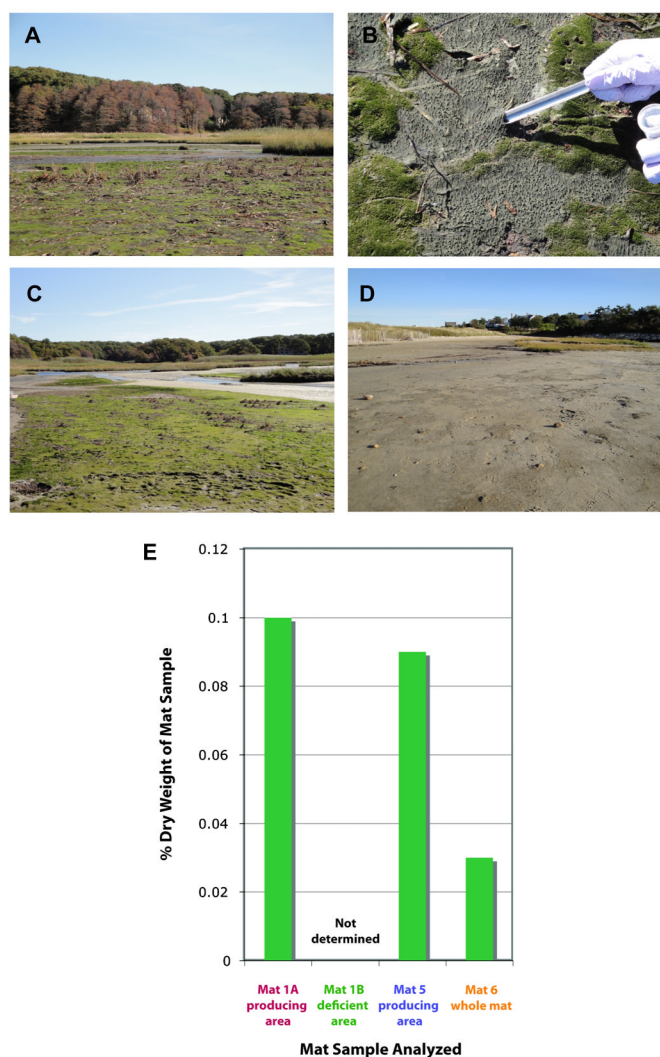 A
B
C
D
E
% Dry Weight of Mat Sample
0.12
0.1
0.08
0.06
0.04
0.02
0
Not
determined
Mat 1A
producing
area
Mat 1B
deficient
area
Mat 5
producing
area
Mat 6
whole mat
Mat Sample Analyzed